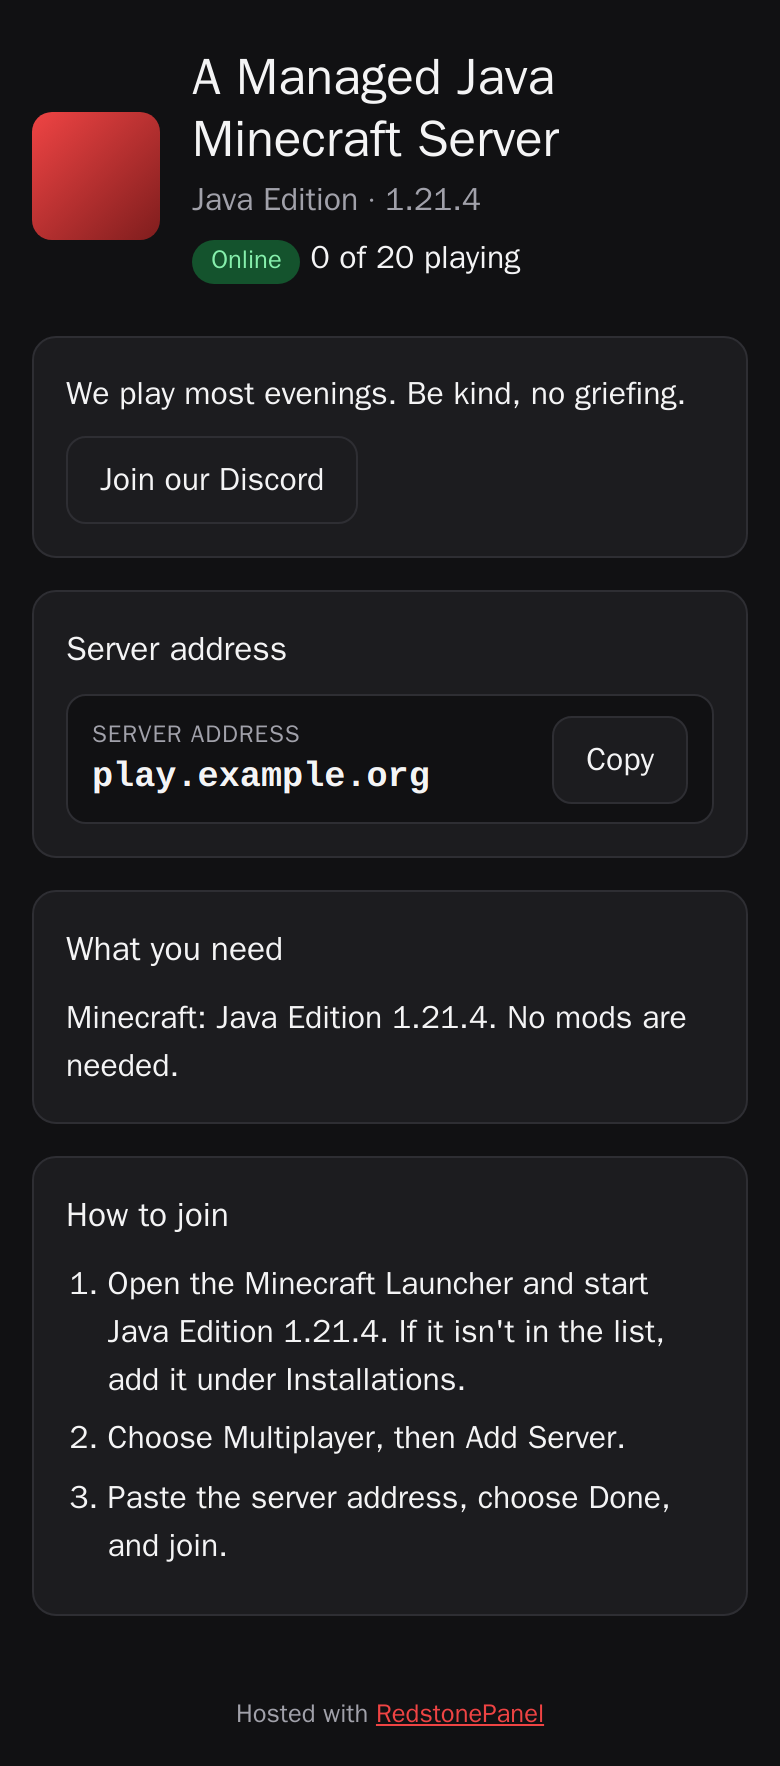 A Managed Java
Minecraft Server
Java Edition · 1.21.4
Online 0 of 20 playing
We play most evenings. Be kind, no griefing.
Join our Discord
Server address
SERVER ADDRESS
play.example.org
Copy
What you need
Minecraft: Java Edition 1.21.4. No mods are
needed.
How to join
1. Open the Minecraft Launcher and start
Java Edition 1.21.4. If it isn't in the list,
add it under Installations.
2. Choose Multiplayer, then Add Server.
3. Paste the server address, choose Done,
and join.
Hosted with RedstonePanel